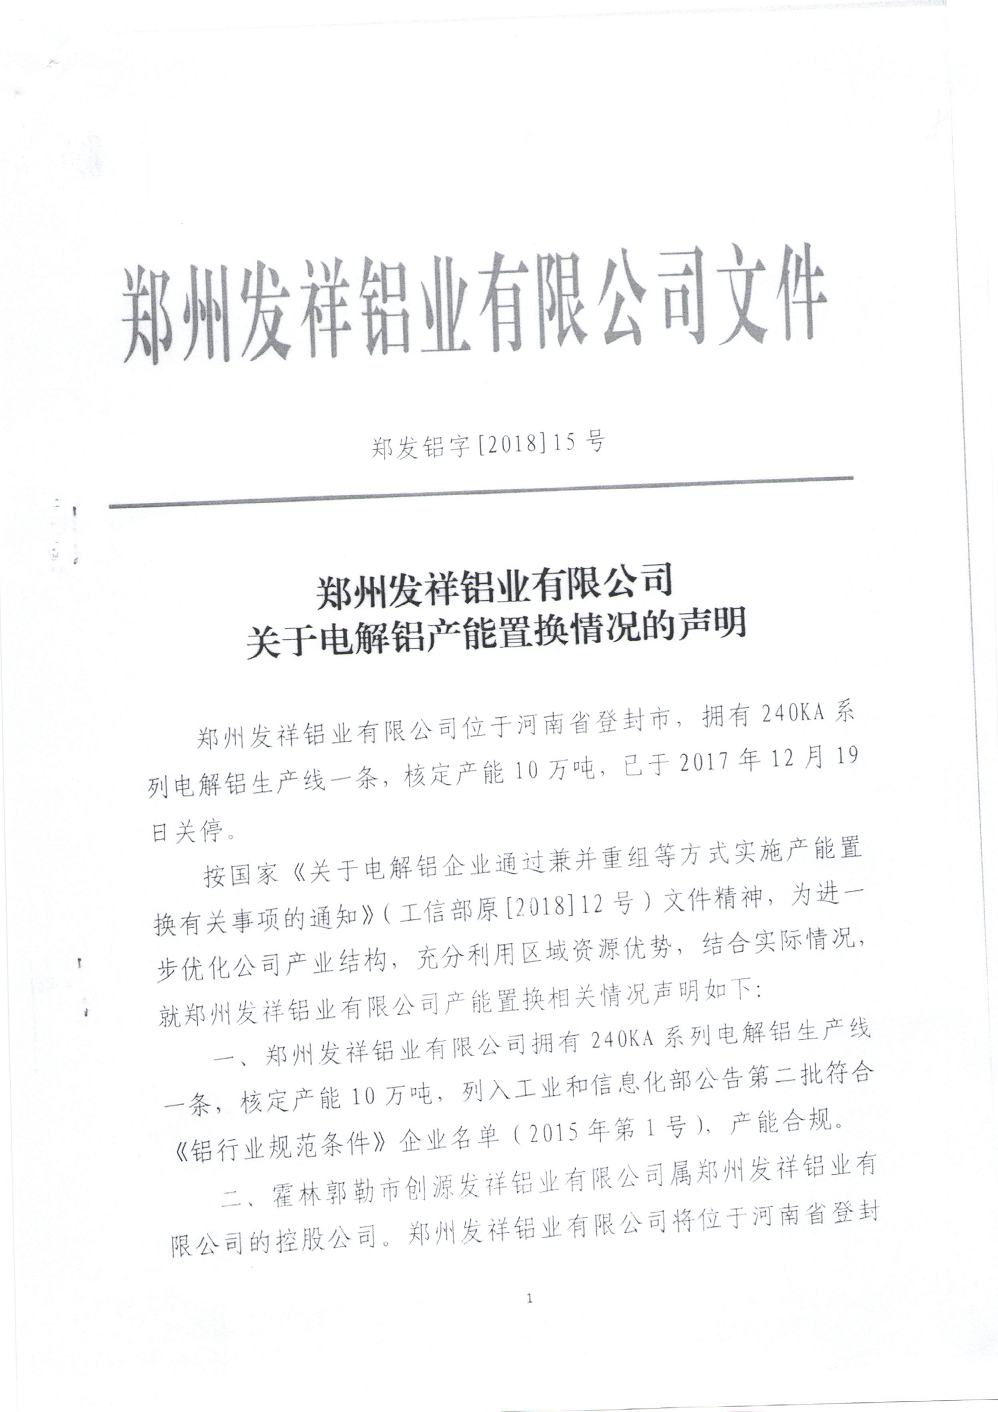 郑州发祥铝业有限公司文件
郑发铝字[2018]15号
郑州发祥铝业有限公司
关于电解铝产能置换情况的声明
郑州发祥铝业有限公司位于河南省登封市，拥有240KA系
列电解铝生产线一条，核定产能10万吨，已于2017年12月19
日关停。
按国家《关于电解铝企业通过兼并重组等方式实施产能置
换有关事项的通知》（工信部原[2018]12号）文件精神，为进一
步优化公司产业结构，充分利用区域资源优势，结合实际情况，
就郑州发祥铝业有限公司产能置换相关情况声明如下：
一、郑州发祥铝业有限公司拥有240KA系列电解铝生产线
一条，核定产能10万吨，列入工业和信息化部公告第二批符合
《铝行业规范条件》企业名单（2015年第1号），产能合规。
二、霍林郭勒市创源发祥铝业有限公司属郑州发祥铝业有
限公司的控股公司。郑州发祥铝业有限公司将位于河南省登封
1